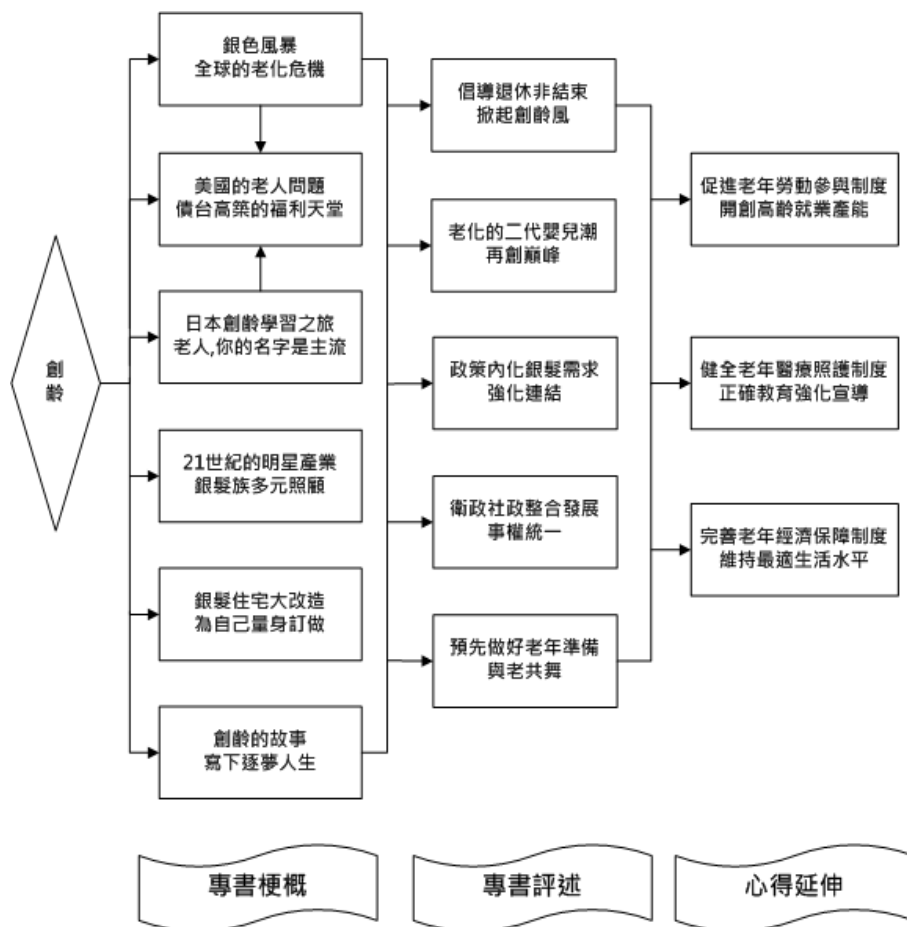 創
齡
銀色風暴
全球的老化危機
美國的老人問題
債台高築的福利天堂
日本創齡學習之旅
老人,你的名字是主流
21世紀的明星產業
銀髮族多元照顧
銀髮住宅大改造
為自己量身訂做
創齡的故事
寫下逐夢人生
倡導退休非結束
掀起創齡風
老化的二代嬰兒潮
再創巔峰
政策內化銀髮需求
強化連結
衛政社政整合發展
事權統一
預先做好老年準備
與老共舞
促進老年勞動參與制度
開創高齡就業產能
健全老年醫療照護制度
正確教育強化宣導
完善老年經濟保障制度
維持最適生活水平
專書梗概
專書評述
心得延伸